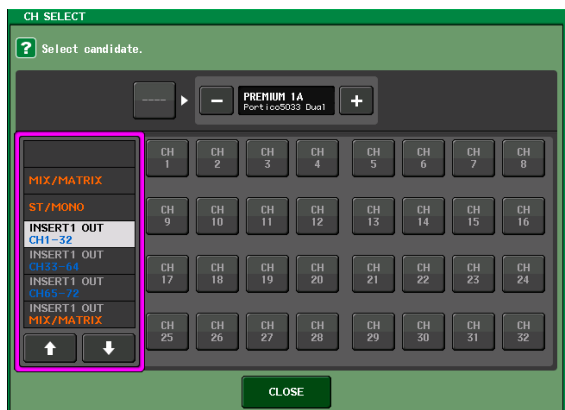 CH SELECT
? Select candidate.
----
− PREMIUM 1A +
Portico5033 Dual
MIX/MATRIX
ST/MONO
INSERT1 OUT
CH1-32
INSERT1 OUT
CH33-64
INSERT1 OUT
CH65-72
INSERT1 OUT
MIX/MATRIX
CH 1
CH 2
CH 3
CH 4
CH 5
CH 6
CH 7
CH 8
CH 9
CH 10
CH 11
CH 12
CH 13
CH 14
CH 15
CH 16
CH 17
CH 18
CH 19
CH 20
CH 21
CH 22
CH 23
CH 24
CH 25
CH 26
CH 27
CH 28
CH 29
CH 30
CH 31
CH 32
CLOSE